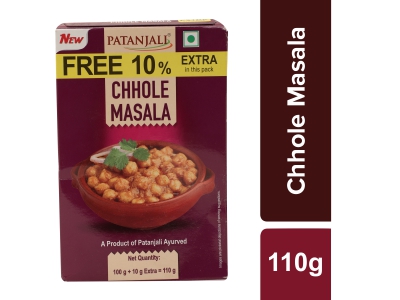 NEW
PATANJALI
FREE 10% EXTRA
in this pack
CHHOLE
MASALA
A Product of Patanjali Ayurved
Net Quantity:
100 g + 10 g Extra = 110 g
Chhole Masala
110g